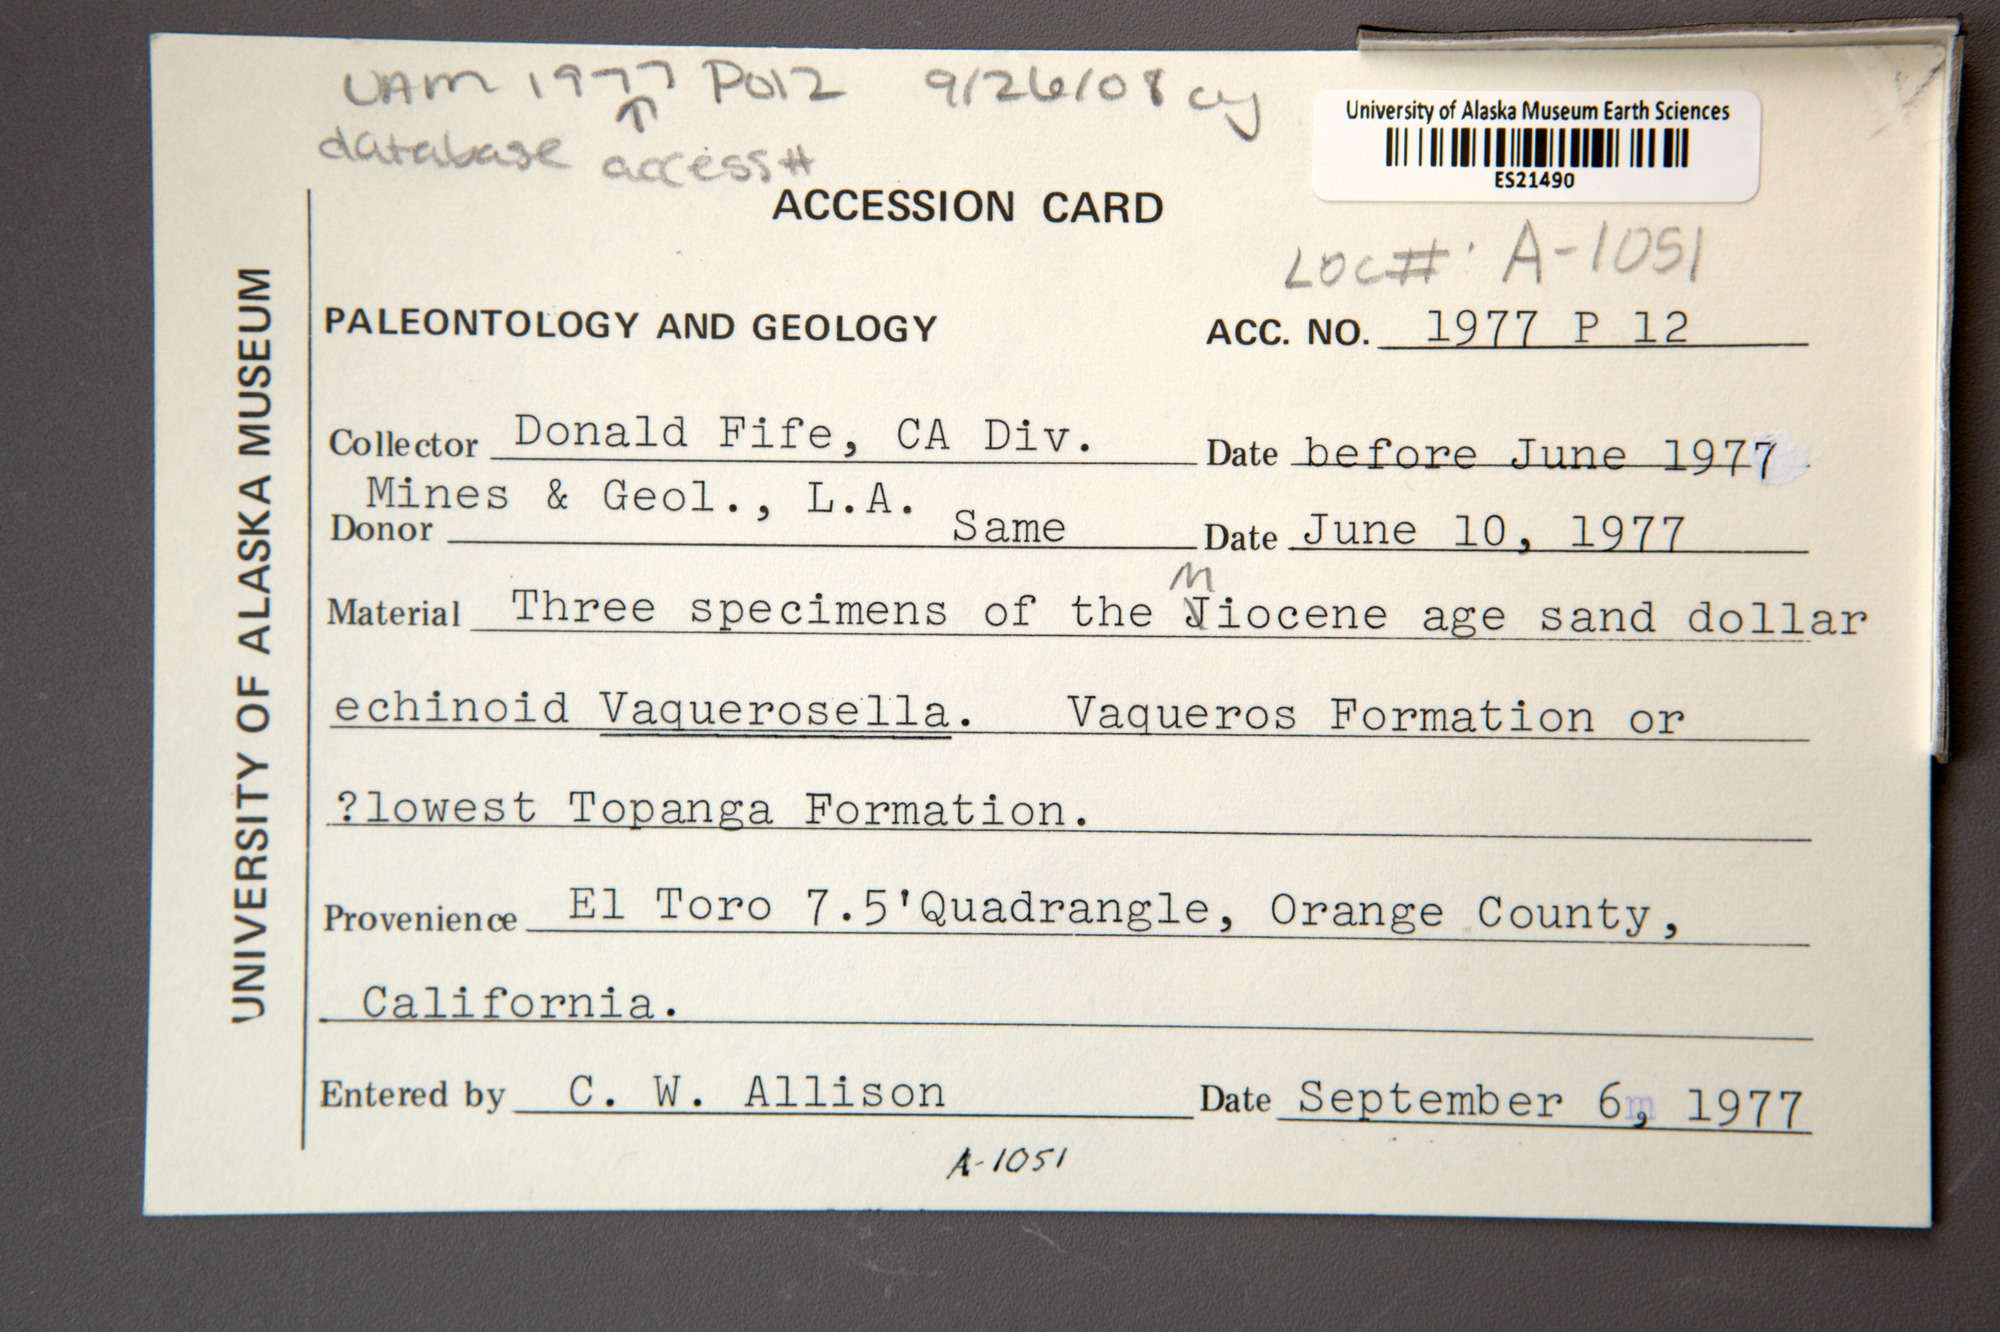 UAM 1977 P012 9/26/08 cy
database access#
University of Alaska Museum Earth Sciences
ES21490
ACCESSION CARD
LOC#: A-1051
UNIVERSITY OF ALASKA MUSEUM
PALEONTOLOGY AND GEOLOGY ACC. NO. 1977 P 12
Collector Donald Fife, CA Div. Date before June 1977
Mines & Geol., L.A.
Donor Same Date June 10, 1977
Material Three specimens of the Miocene age sand dollar
echinoid Vaquerosella. Vaqueros Formation or
?lowest Topanga Formation.
Provenience El Toro 7.5'Quadrangle, Orange County,
California.
Entered by C. W. Allison Date September 6, 1977
A-1051